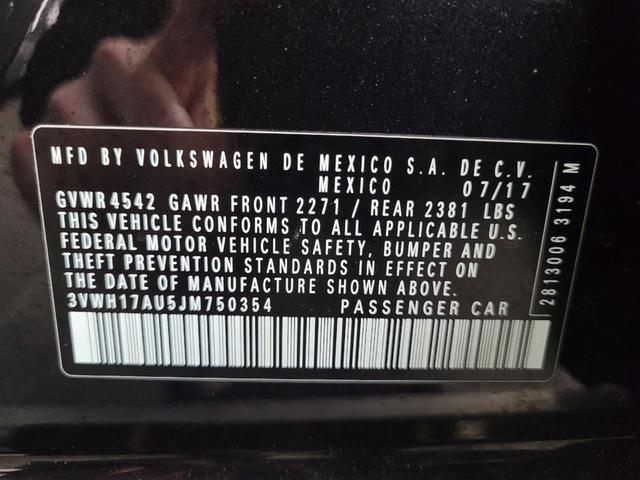 MFD BY VOLKSWAGEN DE MEXICO S.A. DE C.V.
MEXICO 07/17
GVWR4542 GAWR FRONT 2271 / REAR 2381 LBS
THIS VEHICLE CONFORMS TO ALL APPLICABLE U.S.
FEDERAL MOTOR VEHICLE SAFETY, BUMPER AND
THEFT PREVENTION STANDARDS IN EFFECT ON
THE DATE OF MANUFACTURE SHOWN ABOVE.
3VWH17AU5JM750354 PASSENGER CAR
2813006 3194 M